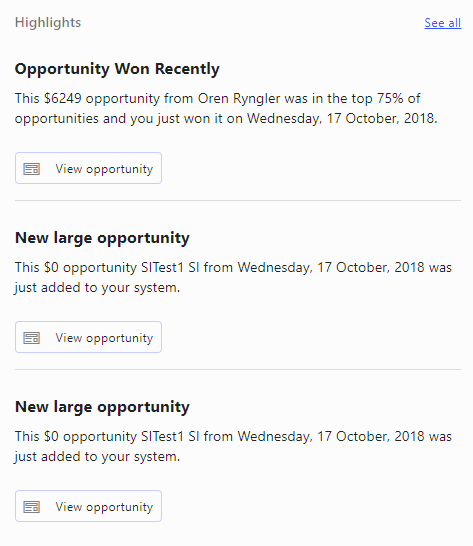 Highlights
See all
Opportunity Won Recently
This $6249 opportunity from Oren Ryngler was in the top 75% of
opportunities and you just won it on Wednesday, 17 October, 2018.
View opportunity
New large opportunity
This $0 opportunity SITest1 SI from Wednesday, 17 October, 2018 was
just added to your system.
View opportunity
New large opportunity
This $0 opportunity SITest1 SI from Wednesday, 17 October, 2018 was
just added to your system.
View opportunity